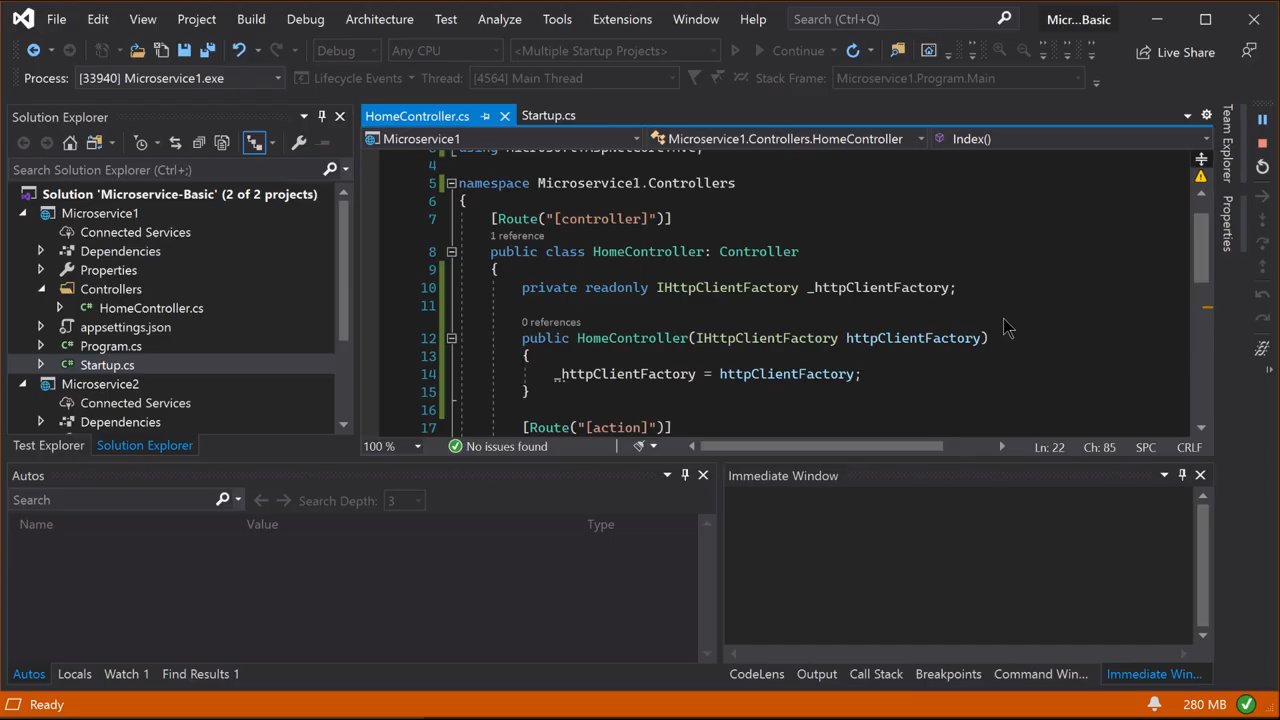 File Edit View Project Build Debug Architecture Test Analyze Tools Extensions Window Help Search (Ctrl+Q) Micr...Basic
Debug Any CPU <Multiple Startup Projects> Continue Live Share
Process: [33940] Microservice1.exe Lifecycle Events Thread: [4564] Main Thread Stack Frame: Microservice1.Program.Main
Solution Explorer
Search Solution Explorer (Ctrl+;)
Solution 'Microservice-Basic' (2 of 2 projects)
Microservice1
Connected Services
Dependencies
Properties
Controllers
HomeController.cs
appsettings.json
Program.cs
Startup.cs
Microservice2
Connected Services
Dependencies
Test Explorer Solution Explorer
HomeController.cs Startup.cs
Microservice1 Microservice1.Controllers.HomeController Index()
4
5 namespace Microservice1.Controllers
6 {
7 [Route("[controller]")]
1 reference
8 public class HomeController: Controller
9 {
10 private readonly IHttpClientFactory _httpClientFactory;
11
0 references
12 public HomeController(IHttpClientFactory httpClientFactory)
13 {
14 _httpClientFactory = httpClientFactory;
15 }
16
17 [Route("[action]")]
100 % No issues found Ln: 22 Ch: 85 SPC CRLF
Team Explorer
Properties
Autos
Search Search Depth: 3
Name Value Type
Autos Locals Watch 1 Find Results 1
Immediate Window
CodeLens Output Call Stack Breakpoints Command Win... Immediate Win...
Ready 280 MB